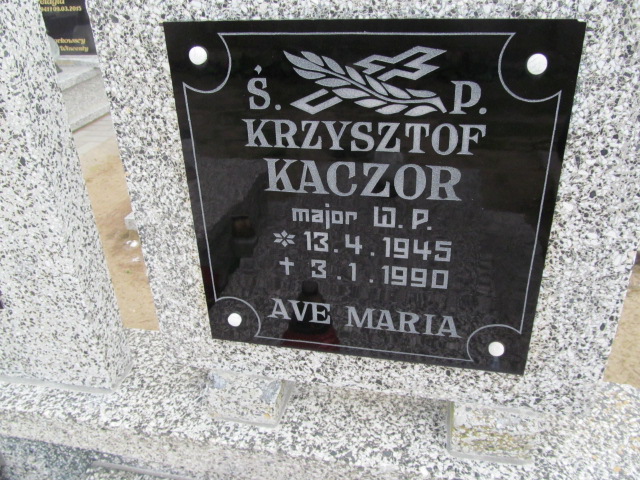 Ś. P.
KRZYSZTOF
KACZOR
major W. P.
* 13.4.1945
† 3.1.1990
AVE MARIA